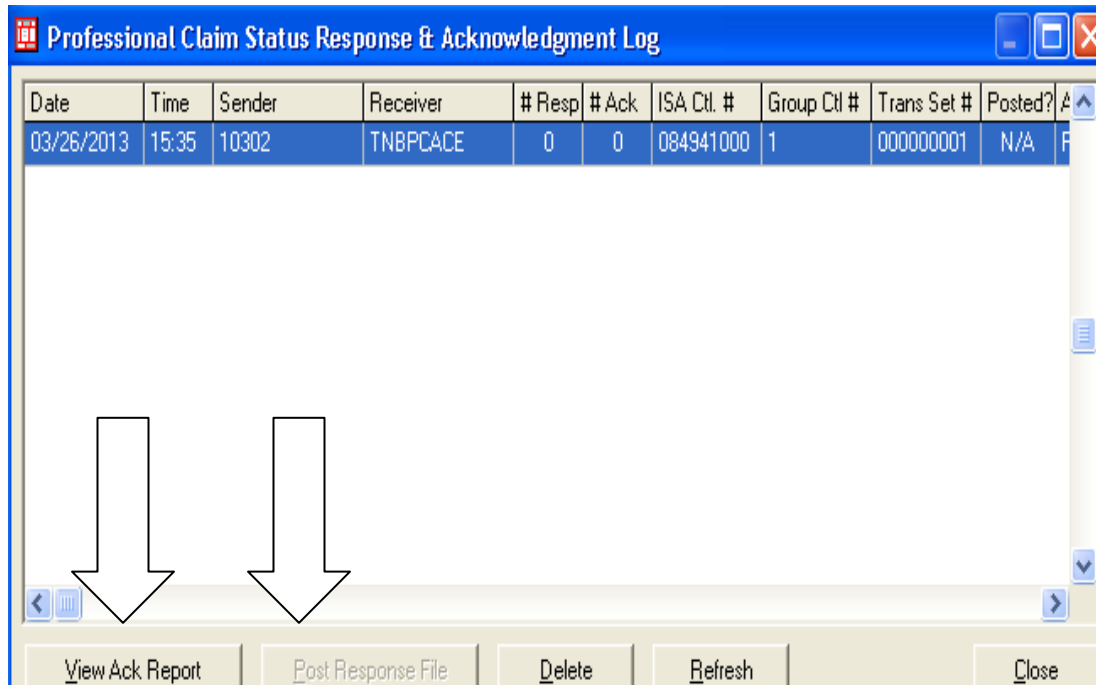 Professional Claim Status Response & Acknowledgment Log
Date Time Sender Receiver # Resp # Ack ISA Ctl. # Group Ctl # Trans Set # Posted? A
03/26/2013 15:35 10302 TNBPCACE 0 0 084941000 1 000000001 N/A
View Ack Report Post Response File Delete Refresh Close